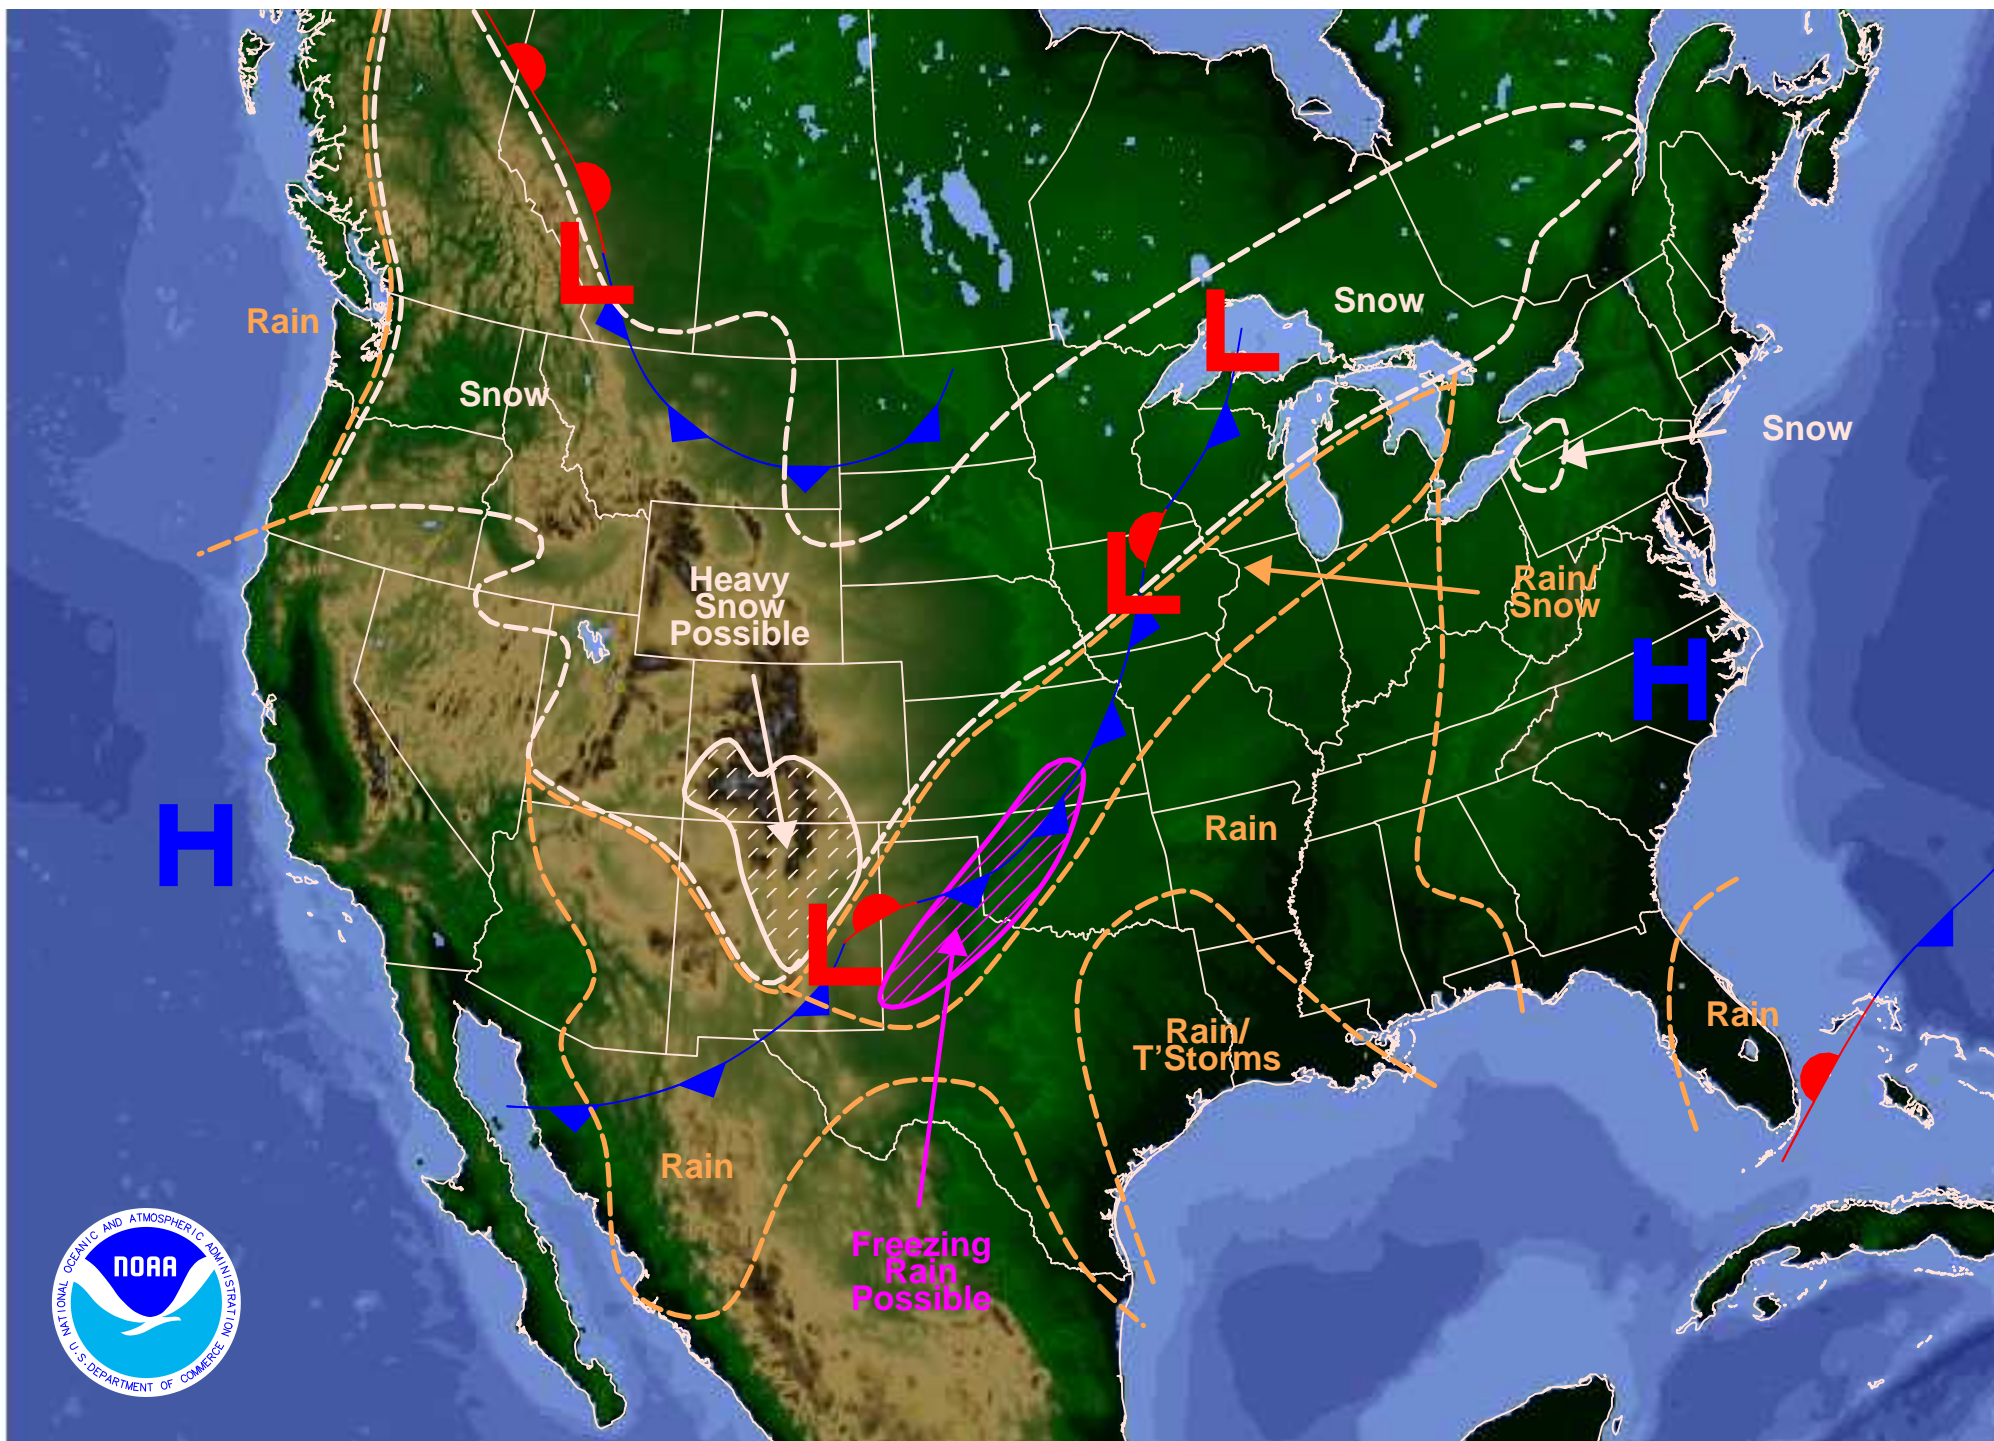 L
L
Snow
Rain
Snow
Snow
L
Heavy
Snow
Possible
Rain/
Snow
H
H
Rain
L
Rain
Rain/
T'Storms
Rain
Freezing
Rain
Possible
NATIONAL OCEANIC AND ATMOSPHERIC ADMINISTRATION
NOAA
U.S. DEPARTMENT OF COMMERCE